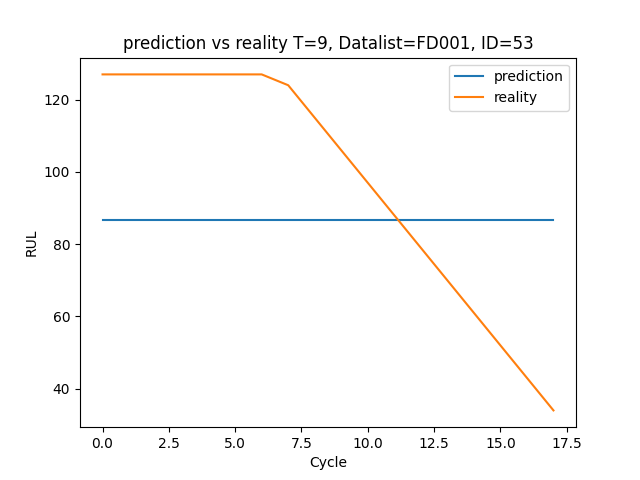 prediction vs reality T=9, Datalist=FD001, ID=53
prediction
reality
120
100
80
60
40
RUL
0.0 2.5 5.0 7.5 10.0 12.5 15.0 17.5
Cycle